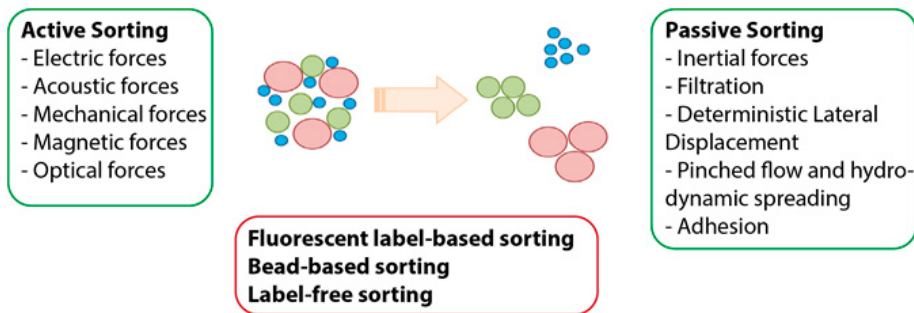 Active Sorting
- Electric forces
- Acoustic forces
- Mechanical forces
- Magnetic forces
- Optical forces
Passive Sorting
- Inertial forces
- Filtration
- Deterministic Lateral
Displacement
- Pinched flow and hydro-
dynamic spreading
- Adhesion
Fluorescent label-based sorting
Bead-based sorting
Label-free sorting